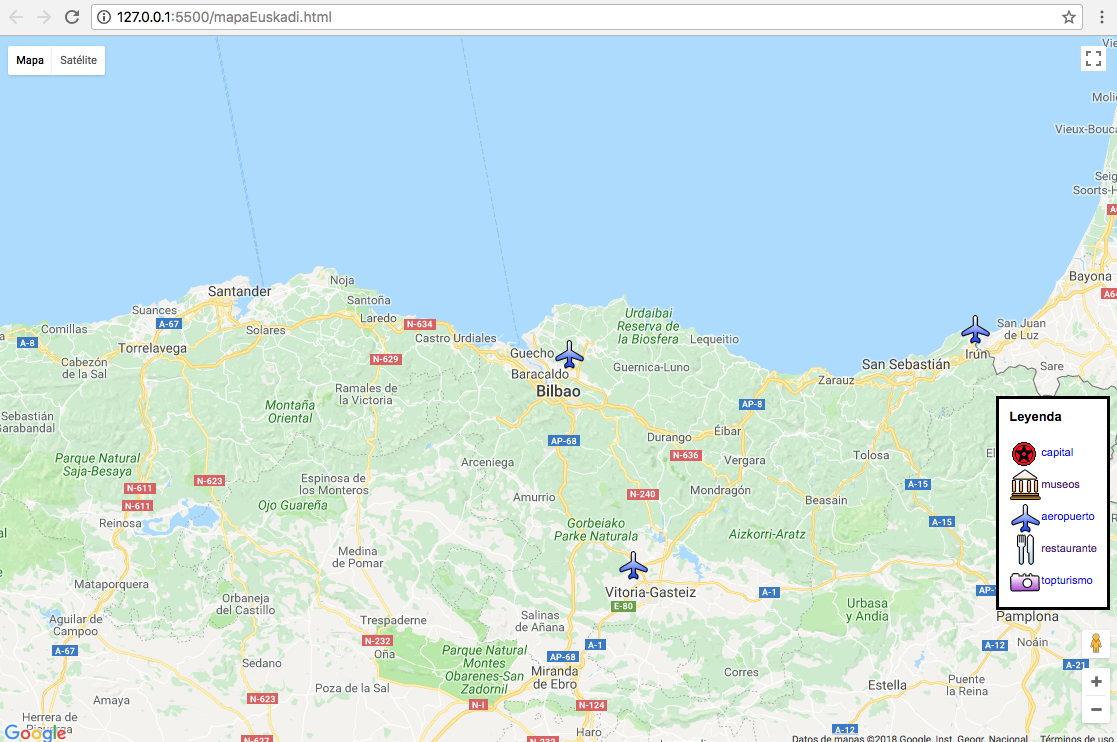 127.0.0.1:5500/mapaEuskadi.html
Mapa
Satélite
Vie
Molie
Vieux-Bouca
Seig
Soorts-H
Bayona
Santander
Noja
Santoña
Suances
A-67
Laredo
N-634
Comillas
Solares
Castro Urdiales
A-8
Torrelavega
N-629
Cabezón
de la Sal
Urdaibai
Reserva de
la Biosfera
Lequeitio
Guecho
Baracaldo
Guernica-Luno
Bilbao
San Juan
de Luz
Irún
Sare
San Sebastián
Zarauz
AP-8
Ramales de
la Victoria
Montaña
Oriental
Sebastián
Garabandal
AP-68
Durango
Éibar
N-636
Vergara
Tolosa
Arceniega
Parque Natural
Saja-Besaya
N-611
N-623
N-611
Espinosa de
los Monteros
Ojo Guareña
Reinosa
Amurrio
N-240
Mondragón
Beasain
A-15
A-15
Gorbeiako
Parke Naturala
Aizkorri-Aratz
Medina
de Pomar
Mataporquera
Orbaneja
del Castillo
Vitoria-Gasteiz
E-80
A-1
Urbasa
y Andía
Leyenda
capital
museos
aeropuerto
restaurante
topturismo
Pamplona
Noáin
A-12
A-21
Aguilar de
Campoo
A-67
Trespaderne
N-232
Oña
Salinas
de Añana
A-1
AP-68
Miranda
de Ebro
Parque Natural
Montes
Obarenes-San
Zadornil
Sedano
Poza de la Sal
Corres
Estella
Puente
la Reina
Amaya
N-623
N-I
N-124
Herrera de
Haro
A-12
N-627
N-232
Google
Datos de mapas ©2018 Google, Inst. Geogr. Nacional
Términos de uso